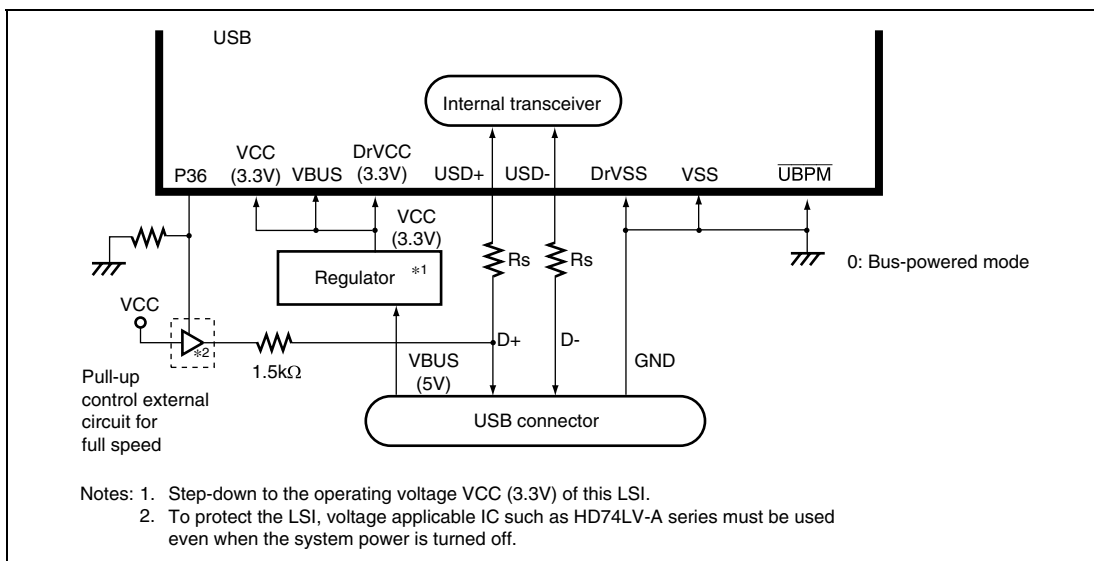 USB
Internal transceiver
P36
VCC
(3.3V)
VBUS
DrVCC
(3.3V)
USD+
USD-
DrVSS
VSS
UBPM
VCC
(3.3V)
Regulator *1
Rs
Rs
0: Bus-powered mode
VCC
*2
1.5kΩ
D+
D-
VBUS
(5V)
GND
Pull-up
control external
circuit for
full speed
USB connector
Notes: 1. Step-down to the operating voltage VCC (3.3V) of this LSI.
2. To protect the LSI, voltage applicable IC such as HD74LV-A series must be used
even when the system power is turned off.